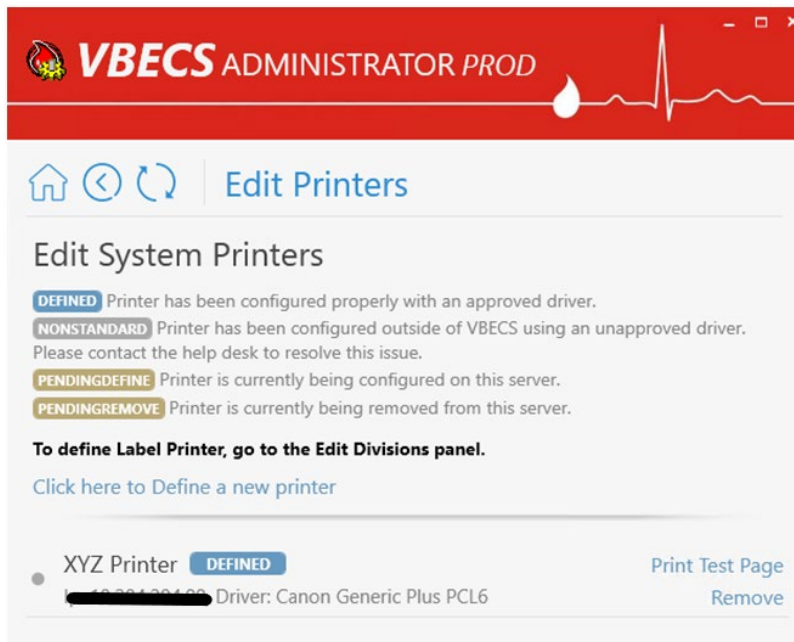 VBECS ADMINISTRATOR PROD
Edit Printers
Edit System Printers
DEFINED Printer has been configured properly with an approved driver.
NONSTANDARD Printer has been configured outside of VBECS using an unapproved driver.
Please contact the help desk to resolve this issue.
PENDINGDEFINE Printer is currently being configured on this server.
PENDINGREMOVE Printer is currently being removed from this server.
To define Label Printer, go to the Edit Divisions panel.
Click here to Define a new printer
XYZ Printer DEFINED Print Test Page
Driver: Canon Generic Plus PCL6 Remove